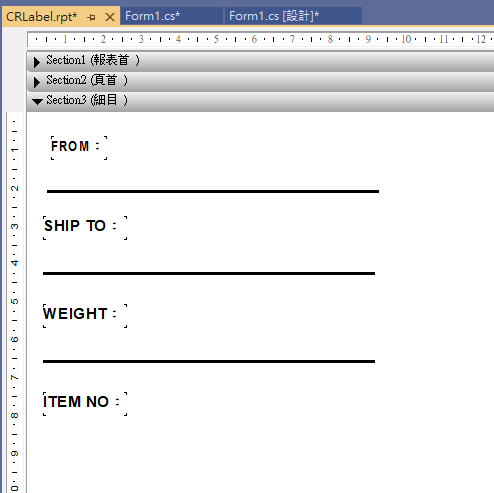 CRLabel.rpt* Form1.cs* Form1.cs [設計]*
1 2 3 4 5 6 7 8 9 10 11 12
Section1 (報表首 )
Section2 (頁首 )
Section3 (細目 )
1
FROM：
2
SHIP TO：
3
4
5
WEIGHT：
6
7
ITEM NO：
8
9
0